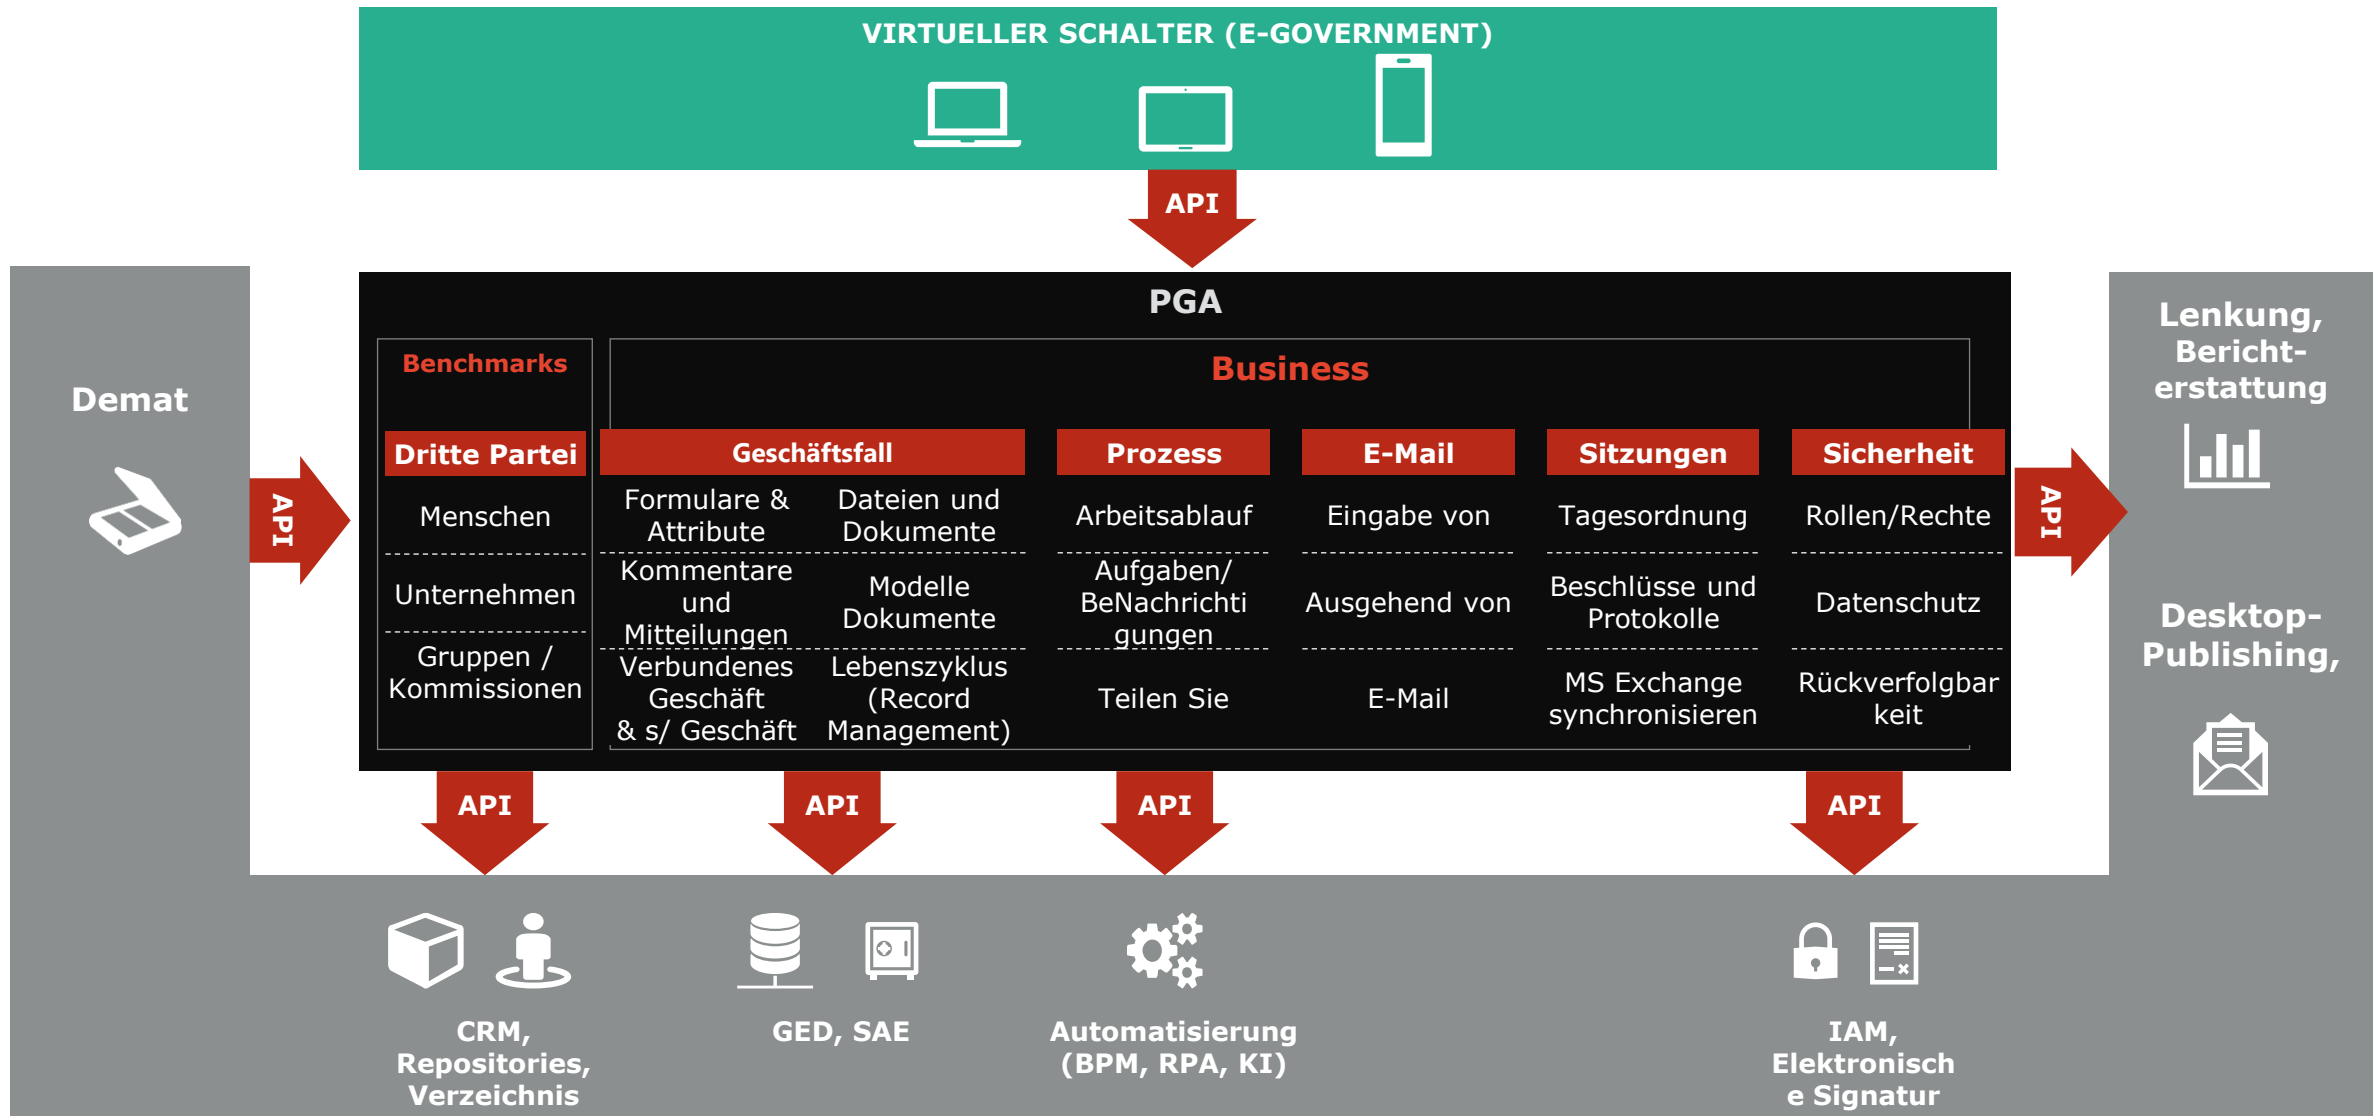 VIRTUELLER SCHALTER (E-GOVERNMENT)
API
PGA
Demat
API
Benchmarks
Dritte Partei
Menschen
Unternehmen
Gruppen /
Kommissionen
Business
Geschäftsfall
Formulare &
Attribute
Kommentare
und
Mitteilungen
Verbundenes
Geschäft
& s/ Geschäft
Dateien und
Dokumente
Modelle
Dokumente
Lebenszyklus
(Record
Management)
Prozess
Arbeitsablauf
Aufgaben/
BeNachrichti
gungen
Teilen Sie
E-Mail
Eingabe von
Ausgehend von
E-Mail
Sitzungen
Tagesordnung
Beschlüsse und
Protokolle
MS Exchange
synchronisieren
Sicherheit
Rollen/Rechte
Datenschutz
Rückverfolgbar
keit
API
Lenkung,
Bericht-
erstattung
Desktop-
Publishing,
API
API
API
API
CRM,
Repositories,
Verzeichnis
GED, SAE
Automatisierung
(BPM, RPA, KI)
IAM,
Elektronisch
e Signatur